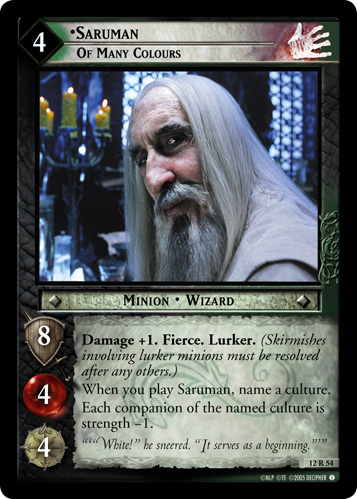 4
•Saruman
Of Many Colours
Minion • Wizard
8
Damage +1. Fierce. Lurker. (Skirmishes
involving lurker minions must be resolved
after any others.)
4
When you play Saruman, name a culture.
Each companion of the named culture is
strength –1.
4
““‘White!’ he sneered. ‘It serves as a beginning.’””
12 R 54
©NLP ©TE ©2005 DECIPHER